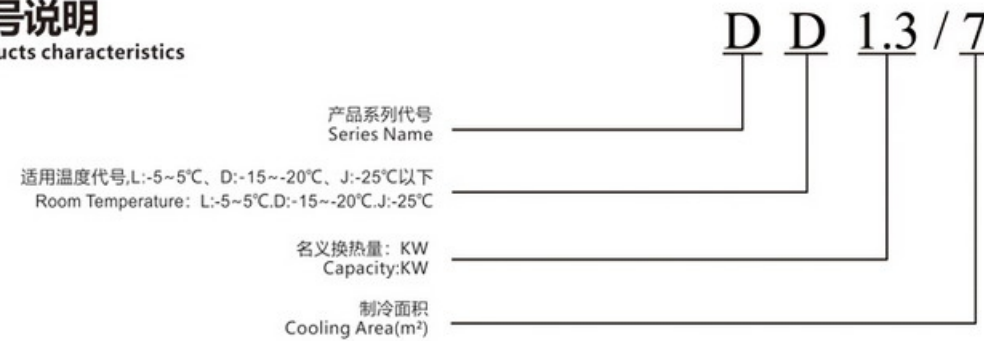 号说明
ucts characteristics
D D 1.3 / 7
产品系列代号
Series Name
适用温度代号,L:-5~5℃、D:-15~-20℃、J:-25℃以下
Room Temperature: L:-5~5℃.D:-15~-20℃.J:-25℃
名义换热量：KW
Capacity:KW
制冷面积
Cooling Area(m²)